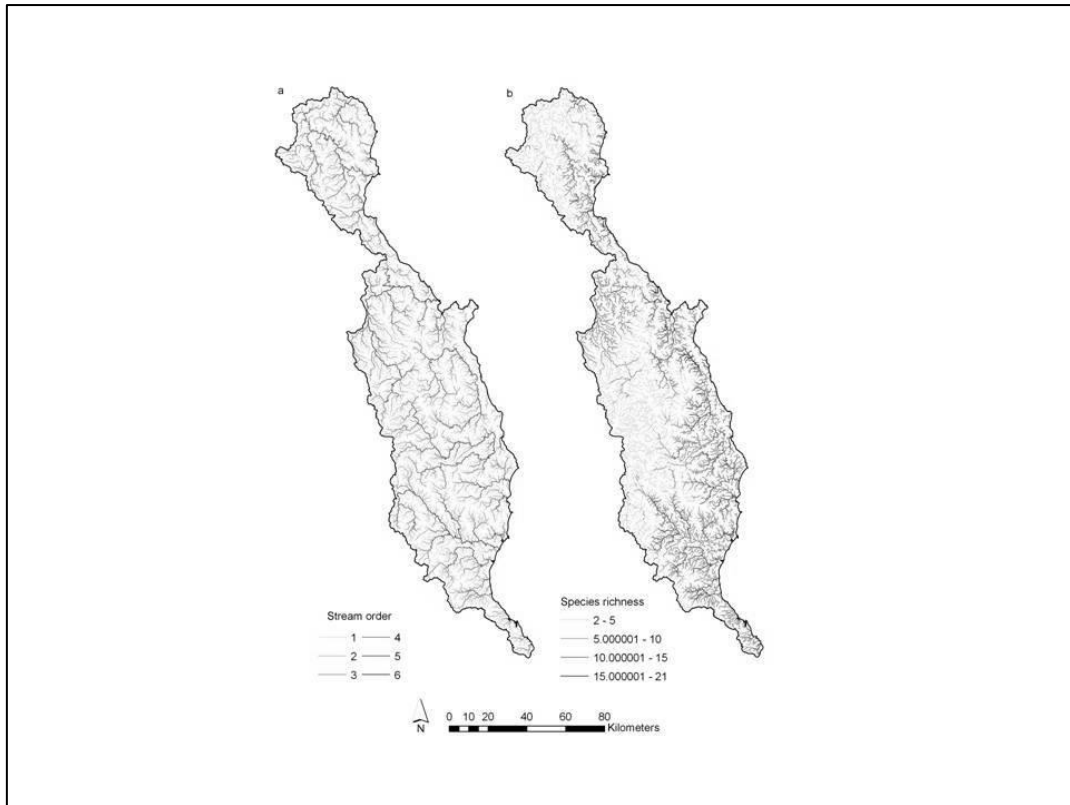 a
b
Stream order
1 4
2 5
3 6
Species richness
2 - 5
5.000001 - 10
10.000001 - 15
15.000001 - 21
N
0 10 20 40 60 80
Kilometers